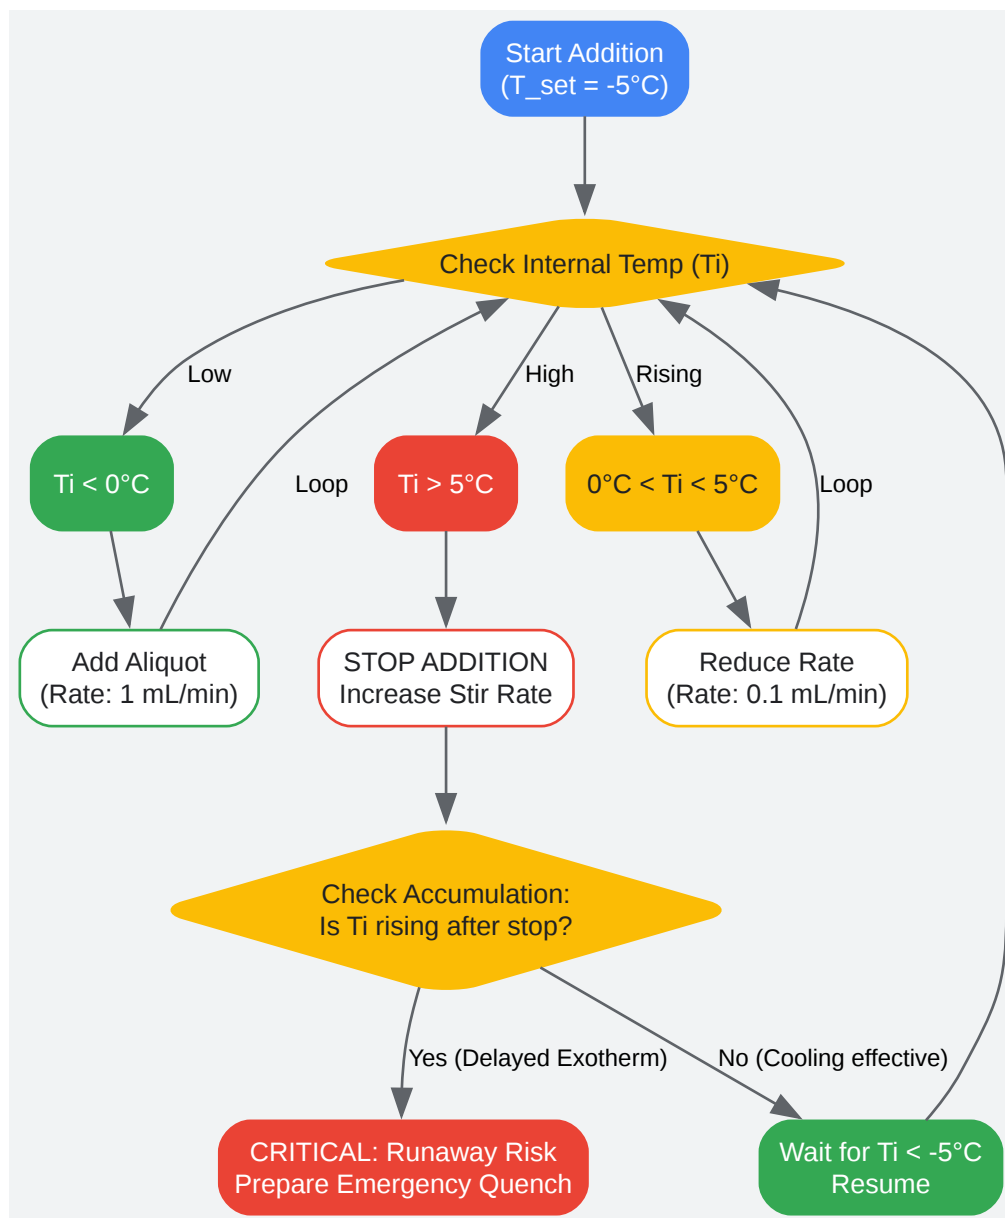 Start Addition
(T_set = -5°C)
Check Internal Temp (Ti)
Low
High
Rising
Ti < 0°C
Loop
Ti > 5°C
0°C < Ti < 5°C
Loop
Add Aliquot
(Rate: 1 mL/min)
STOP ADDITION
Increase Stir Rate
Reduce Rate
(Rate: 0.1 mL/min)
Check Accumulation:
Is Ti rising after stop?
Yes (Delayed Exotherm)
No (Cooling effective)
CRITICAL: Runaway Risk
Prepare Emergency Quench
Wait for Ti < -5°C
Resume